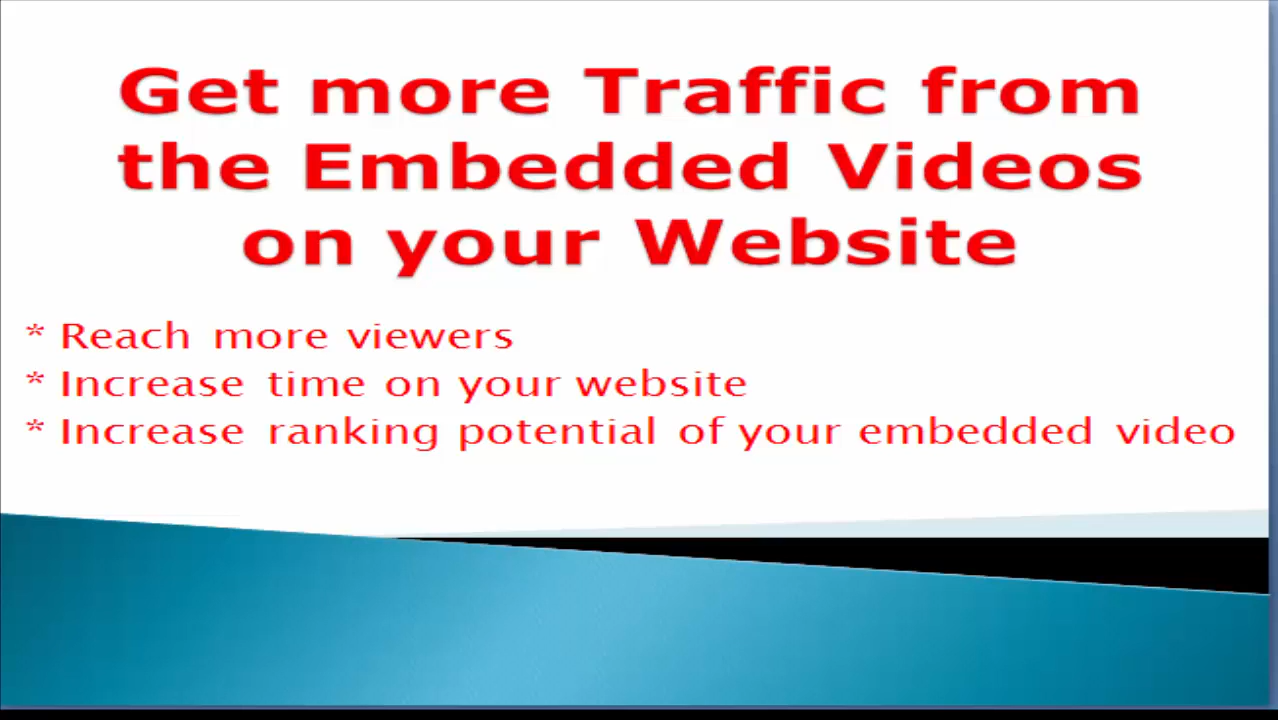 Get more Traffic from
the Embedded Videos
on your Website
* Reach more viewers
* Increase time on your website
* Increase ranking potential of your embedded video